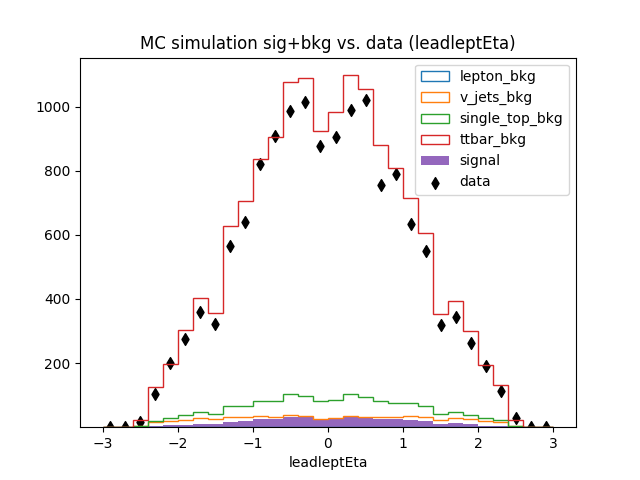 MC simulation sig+bkg vs. data (leadleptEta)
lepton_bkg
v_jets_bkg
single_top_bkg
ttbar_bkg
signal
data
1000
800
600
400
200
−3 −2 −1 0 1 2 3
leadleptEta